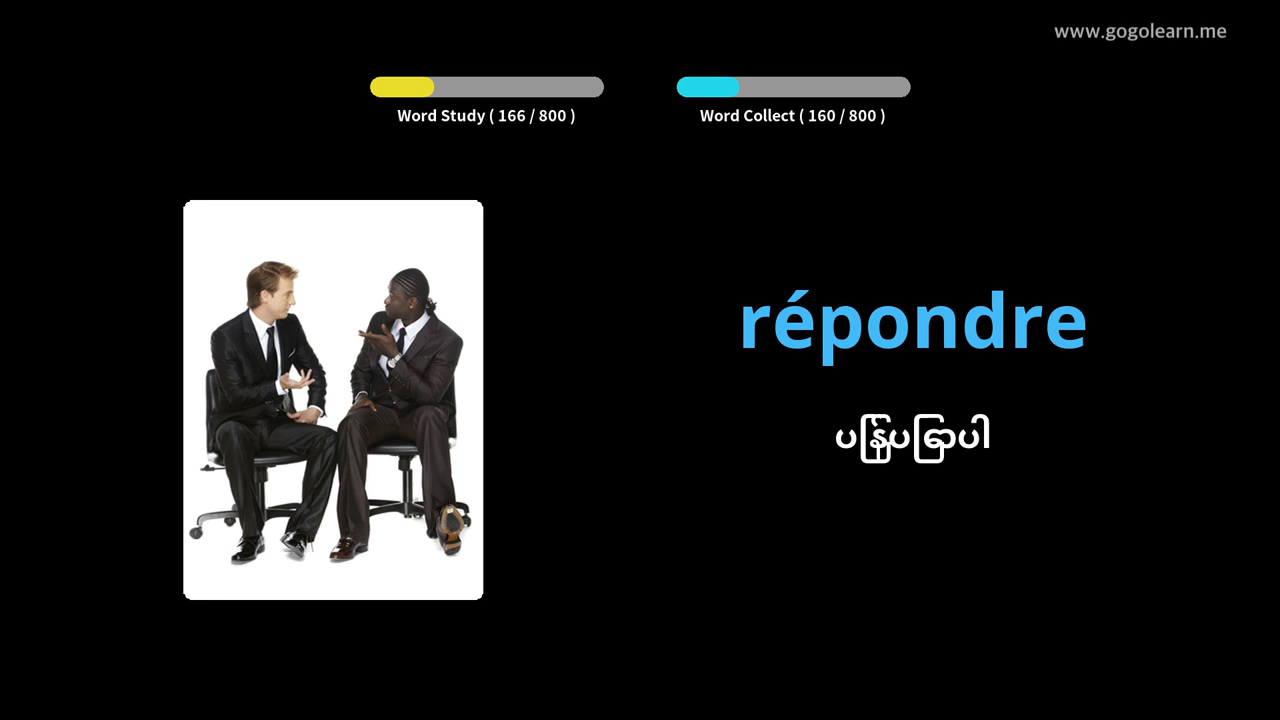 www.gogolearn.me
Word Study ( 166 / 800 )
Word Collect ( 160 / 800 )
répondre
ပန်ြပေြာပါ